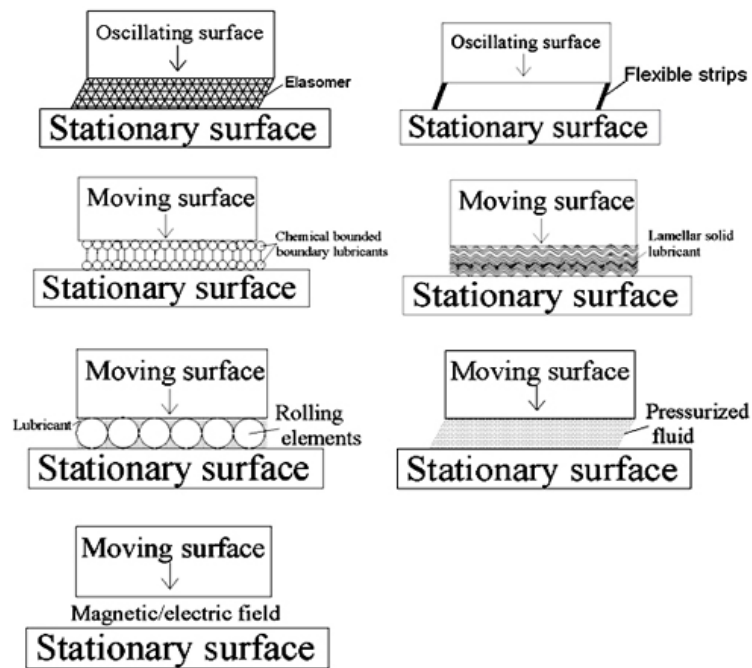 Oscillating surface
Elasomer
Stationary surface
Oscillating surface
Flexible strips
Stationary surface
Moving surface
Chemical bounded
boundary lubricants
Stationary surface
Moving surface
Lamellar solid
lubricant
Stationary surface
Moving surface
Lubricant
Rolling
elements
Stationary surface
Moving surface
Pressurized
fluid
Stationary surface
Moving surface
Magnetic/electric field
Stationary surface